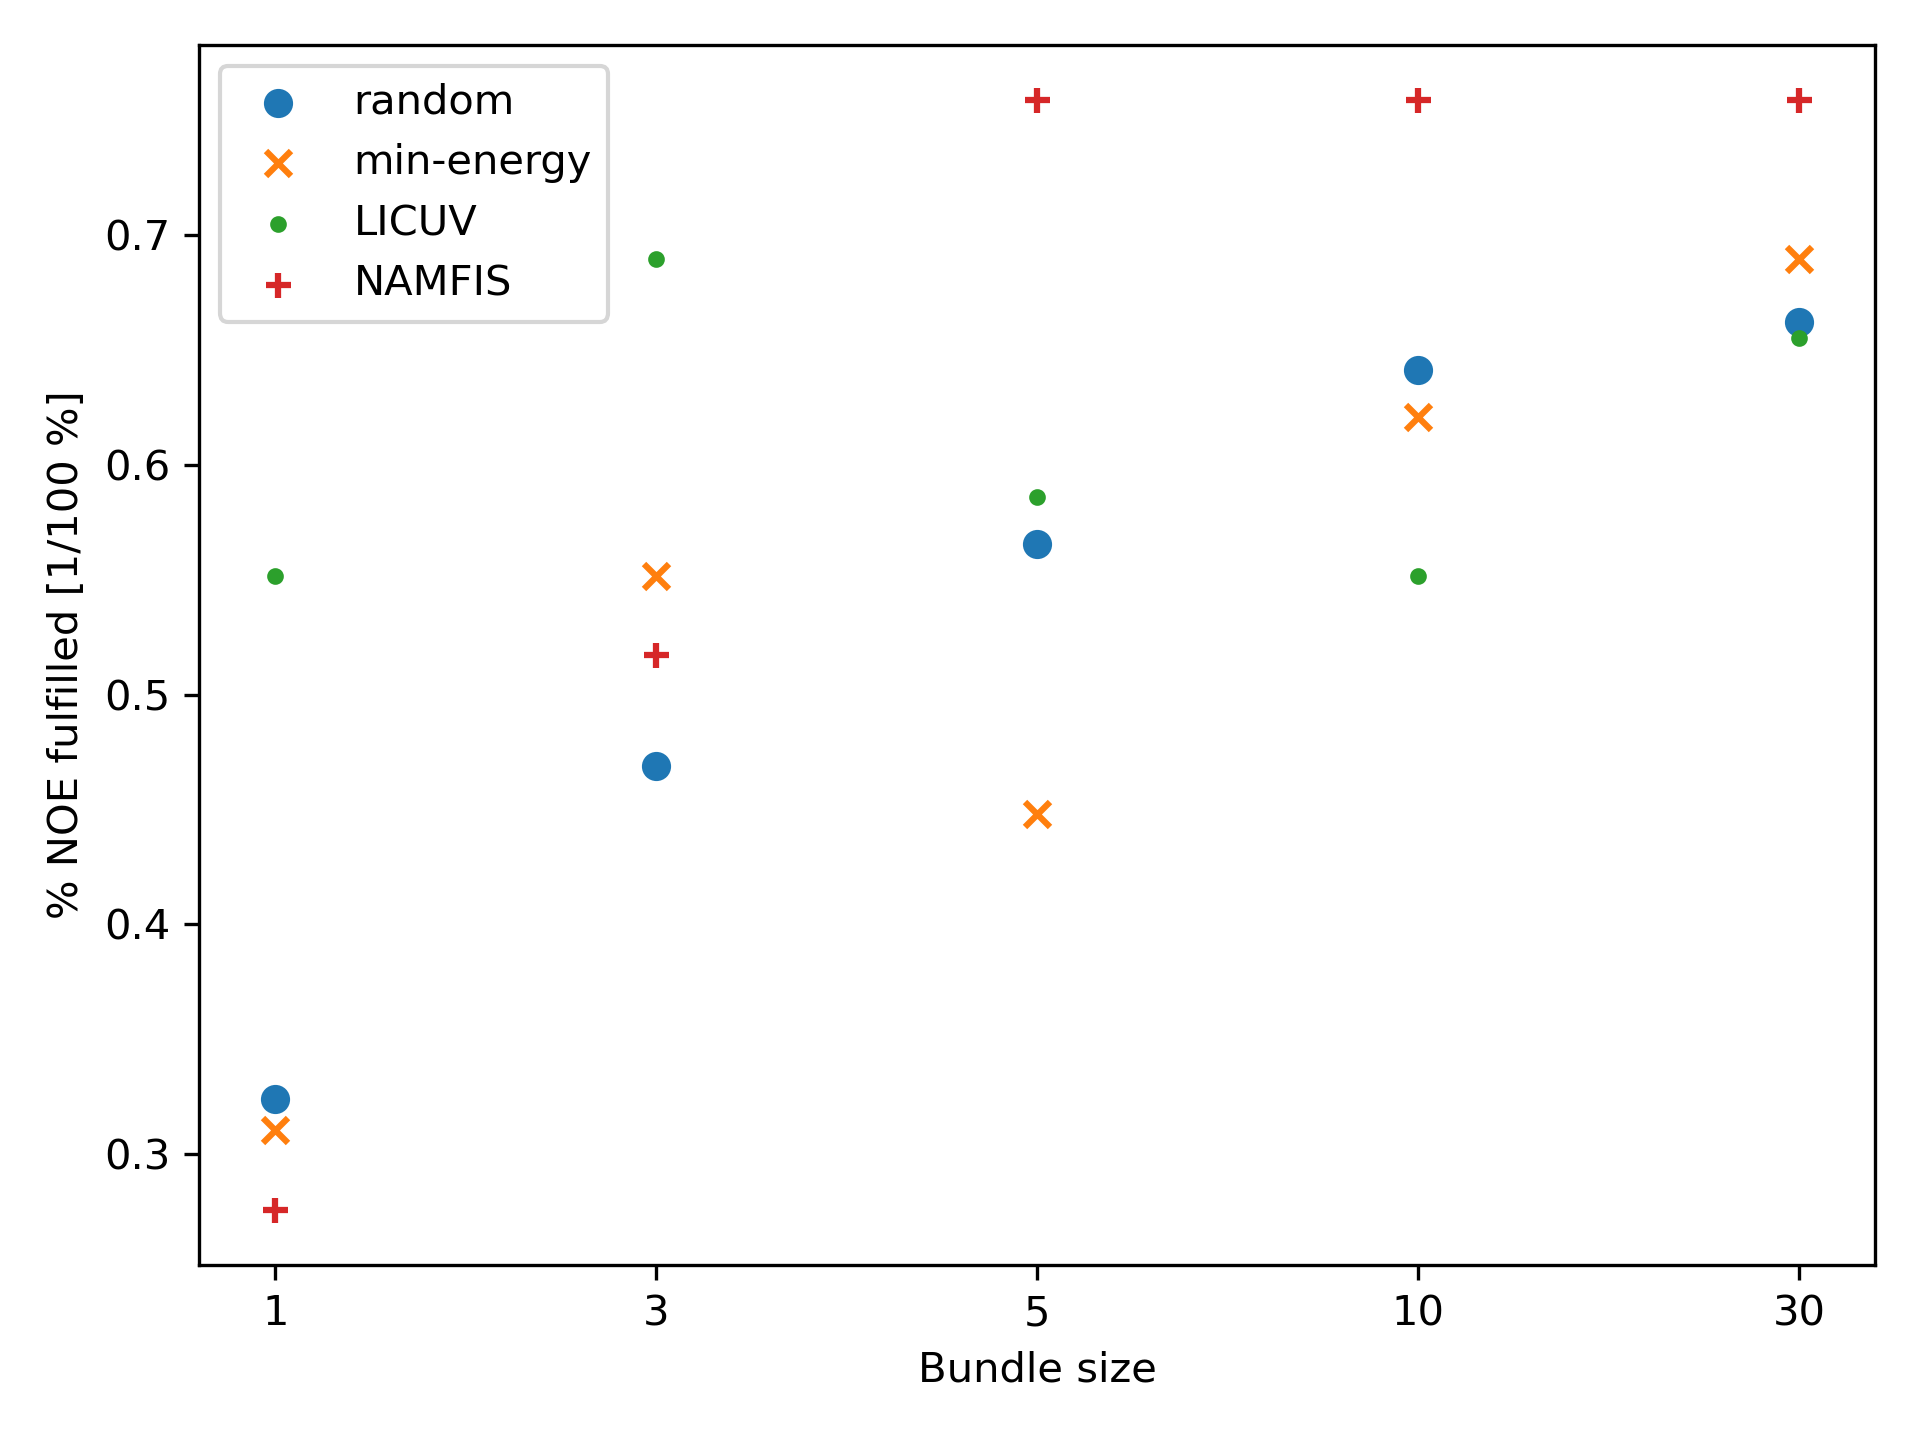 random
min-energy
LICUV
NAMFIS
0.7
0.6
0.5
0.4
0.3
% NOE fulfilled [1/100 %]
1 3 5 10 30
Bundle size